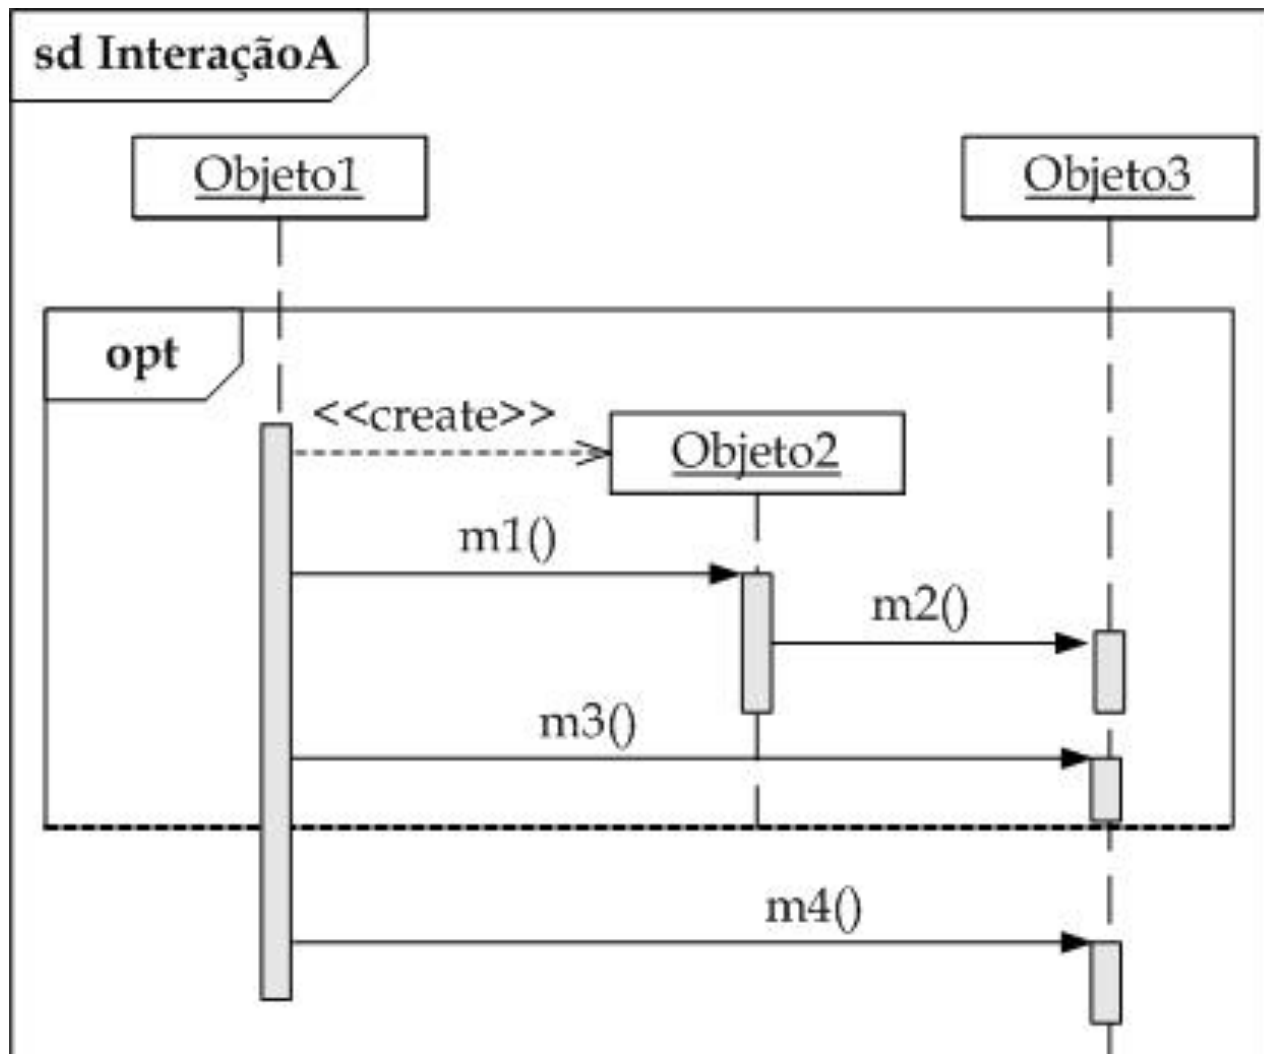 sd InteraçãoA
Objeto1
Objeto3
opt
<<create>>
Objeto2
m1()
m2()
m3()
m4()